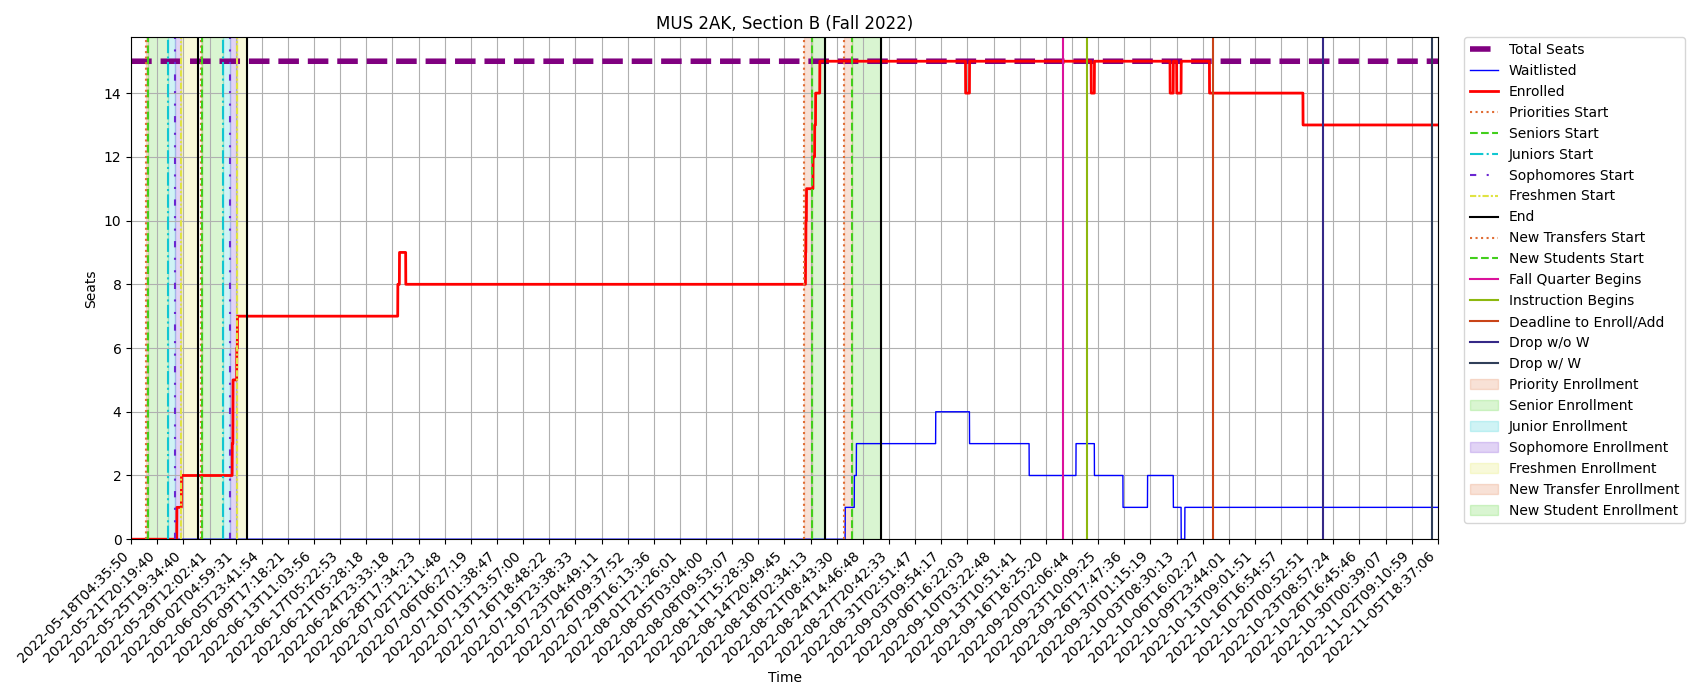 MUS 2AK, Section B (Fall 2022)
Seats
14
12
10
8
6
4
2
0
2022-05-18T04:35:50
2022-05-21T20:19:40
2022-05-25T19:34:40
2022-05-29T12:02:41
2022-06-02T04:59:31
2022-06-05T23:41:54
2022-06-09T17:18:21
2022-06-13T11:03:56
2022-06-17T05:22:53
2022-06-21T05:28:18
2022-06-24T23:33:18
2022-06-28T17:34:23
2022-07-02T12:11:48
2022-07-06T06:27:19
2022-07-10T01:38:47
2022-07-13T13:57:00
2022-07-16T18:48:22
2022-07-19T23:38:33
2022-07-23T04:49:11
2022-07-26T09:37:52
2022-07-29T16:13:36
2022-08-01T21:26:01
2022-08-05T03:04:00
2022-08-08T09:53:07
2022-08-11T15:28:30
2022-08-14T20:49:45
2022-08-18T02:34:13
2022-08-21T08:43:30
2022-08-24T14:46:48
2022-08-27T20:42:33
2022-08-31T02:51:47
2022-09-03T09:54:17
2022-09-06T16:22:03
2022-09-10T03:22:48
2022-09-13T10:51:41
2022-09-16T18:25:20
2022-09-20T02:06:44
2022-09-23T10:09:25
2022-09-26T17:47:36
2022-09-30T01:15:19
2022-10-03T08:30:13
2022-10-06T16:02:27
2022-10-09T23:44:01
2022-10-13T09:01:51
2022-10-16T16:54:57
2022-10-20T00:52:51
2022-10-23T08:57:24
2022-10-26T16:45:46
2022-10-30T00:39:07
2022-11-02T09:10:59
2022-11-05T18:37:06
Time
Total Seats
Waitlisted
Enrolled
Priorities Start
Seniors Start
Juniors Start
Sophomores Start
Freshmen Start
End
New Transfers Start
New Students Start
Fall Quarter Begins
Instruction Begins
Deadline to Enroll/Add
Drop w/o W
Drop w/ W
Priority Enrollment
Senior Enrollment
Junior Enrollment
Sophomore Enrollment
Freshmen Enrollment
New Transfer Enrollment
New Student Enrollment